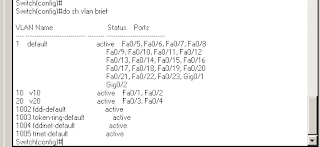 Switch(config)#
Switch(config)#do sh vlan brief
VLAN Name Status Ports
---- -------------------------------- --------- -------------------------------
1 default active Fa0/5, Fa0/6, Fa0/7, Fa0/8
Fa0/9, Fa0/10, Fa0/11, Fa0/12
Fa0/13, Fa0/14, Fa0/15, Fa0/16
Fa0/17, Fa0/18, Fa0/19, Fa0/20
Fa0/21, Fa0/22, Fa0/23, Gig0/1
Gig0/2
10 v10 active Fa0/1, Fa0/2
20 v20 active Fa0/3, Fa0/4
1002 fddi-default active
1003 token-ring-default active
1004 fddinet-default active
1005 trnet-default active
Switch(config)#